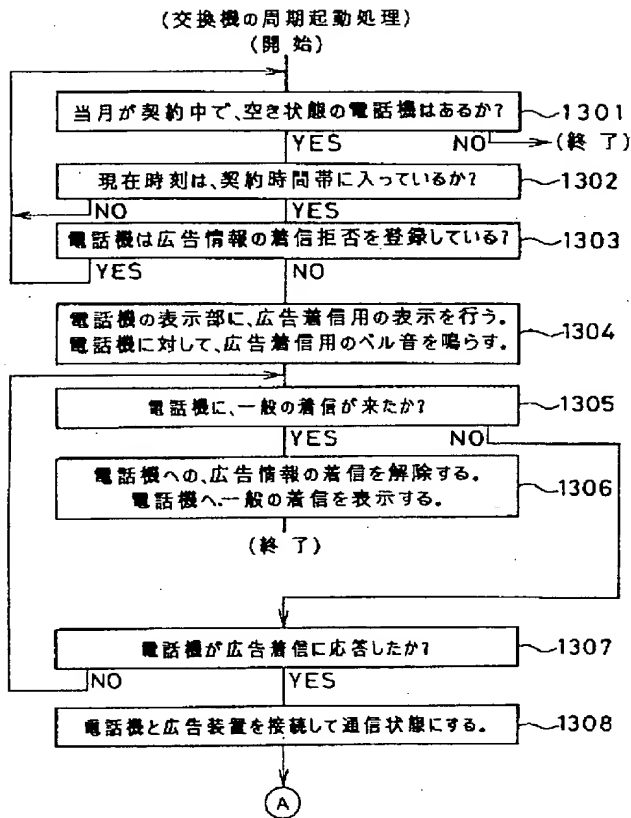 (交換機の周期起動処理)
(開始)
当月が契約中で、空き状態の電話機はあるか?
1301
YES
NO
(終了)
現在時刻は、契約時間帯に入っているか?
1302
NO
YES
電話機は広告情報の着信拒否を登録している?
1303
YES
NO
電話機の表示部に、広告着信用の表示を行う。
電話機に対して、広告着信用のベル音を鳴らす。
1304
電話機に、一般の着信が来たか?
1305
YES
NO
電話機への、広告情報の着信を解除する。
電話機へ、一般の着信を表示する。
1306
(終了)
電話機が広告着信に応答したか?
1307
NO
YES
電話機と広告装置を接続して通信状態にする。
1308
A